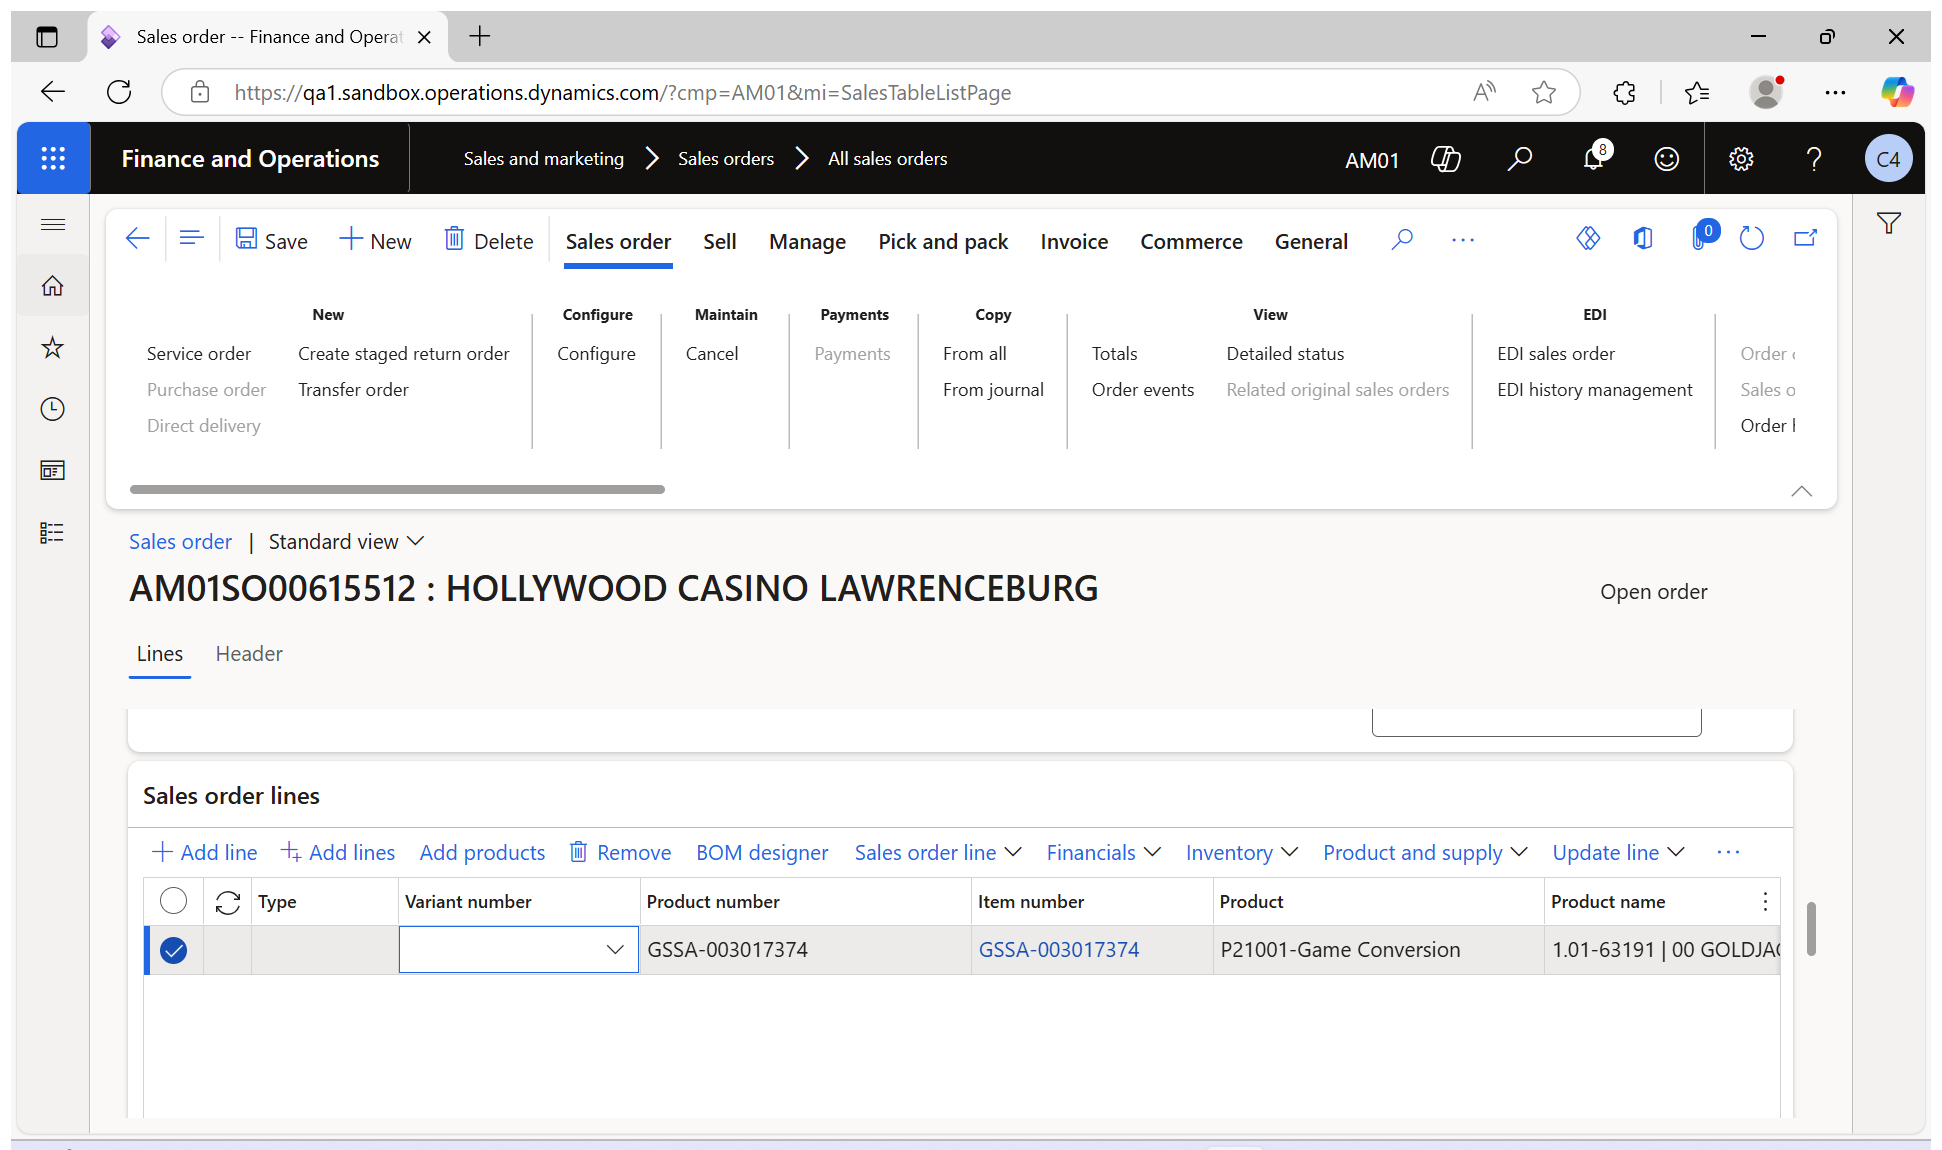 Sales order -- Finance and Operat
https://qa1.sandbox.operations.dynamics.com/?cmp=AM01&mi=SalesTableListPage
Finance and Operations
Sales and marketing
Sales orders
All sales orders
AM01
8
C4
Save
New
Delete
Sales order
Sell
Manage
Pick and pack
Invoice
Commerce
General
0
New
Configure
Maintain
Payments
Copy
View
EDI
Service order
Create staged return order
Configure
Cancel
Payments
From all
Totals
Detailed status
EDI sales order
Order
Purchase order
Transfer order
From journal
Order events
Related original sales orders
EDI history management
Sales o
Direct delivery
Order
Sales order | Standard view
AM01SO00615512 : HOLLYWOOD CASINO LAWRENCEBURG
Open order
Lines
Header
Sales order lines
Add line
Add lines
Add products
Remove
BOM designer
Sales order line
Financials
Inventory
Product and supply
Update line
Type
Variant number
Product number
Item number
Product
Product name
GSSA-003017374
GSSA-003017374
P21001-Game Conversion
1.01-63191 | 00 GOLDJA